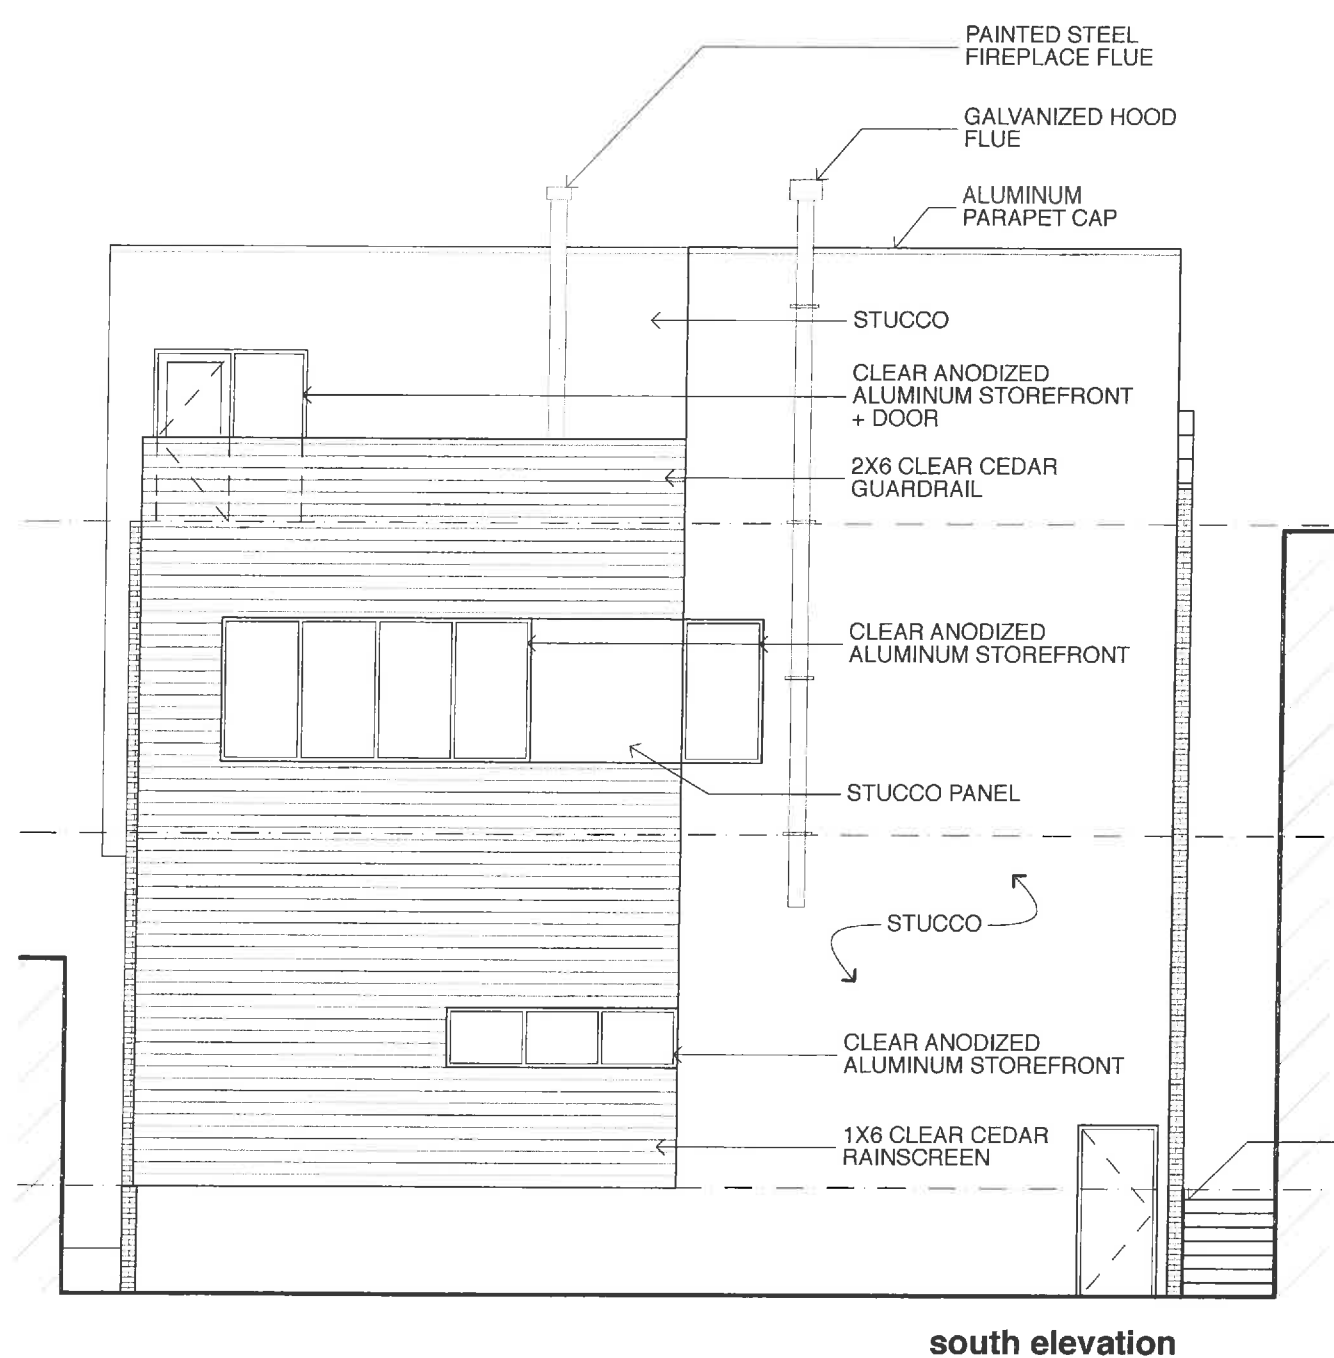 PAINTED STEEL
FIREPLACE FLUE
GALVANIZED HOOD
FLUE
ALUMINUM
PARAPET CAP
STUCCO
CLEAR ANODIZED
ALUMINUM STOREFRONT
+ DOOR
2X6 CLEAR CEDAR
GUARDRAIL
CLEAR ANODIZED
ALUMINUM STOREFRONT
STUCCO PANEL
STUCCO
CLEAR ANODIZED
ALUMINUM STOREFRONT
1X6 CLEAR CEDAR
RAINSCREEN
south elevation